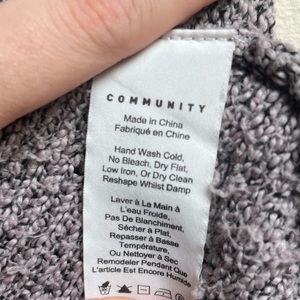 COMMUNITY
Made in China
Fabriqué en Chine
Hand Wash Cold,
No Bleach, Dry Flat,
Low Iron, Or Dry Clean
Reshape Whilst Damp
Laver à La Main à
L'eau Froide,
Pas De Blanchiment,
Sécher à Plat,
Repasser à Basse
Température,
Ou Nettoyer à Sec
Remodeler Pendant Que
L'article Est Encore Humide